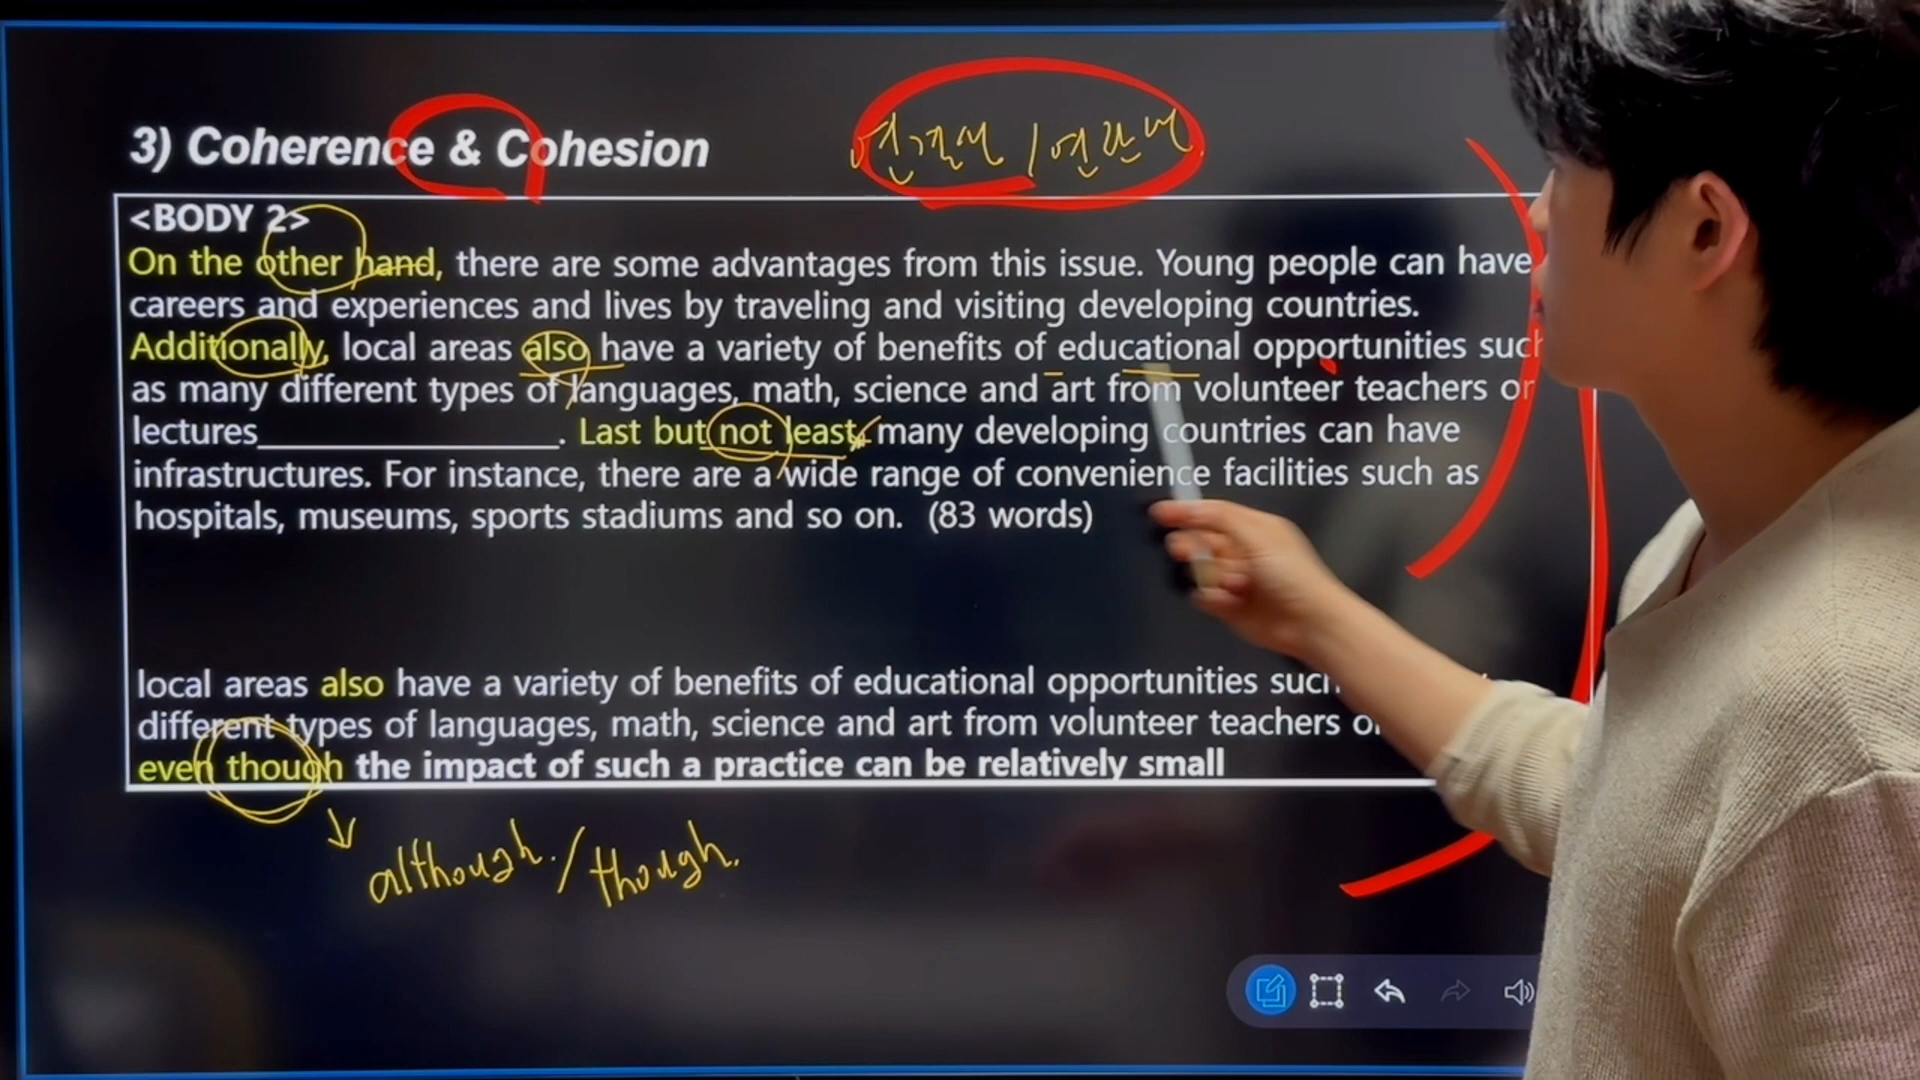 3) Coherence & Cohesion
연결성 / 연관성
<BODY 2>
On the other hand, there are some advantages from this issue. Young people can have
careers and experiences and lives by traveling and visiting developing countries.
Additionally, local areas also have a variety of benefits of educational opportunities such
as many different types of languages, math, science and art from volunteer teachers or
lectures______________. Last but not least, many developing countries can have
infrastructures. For instance, there are a wide range of convenience facilities such as
hospitals, museums, sports stadiums and so on. (83 words)
local areas also have a variety of benefits of educational opportunities such
different types of languages, math, science and art from volunteer teachers
even though the impact of such a practice can be relatively small
although. / though.